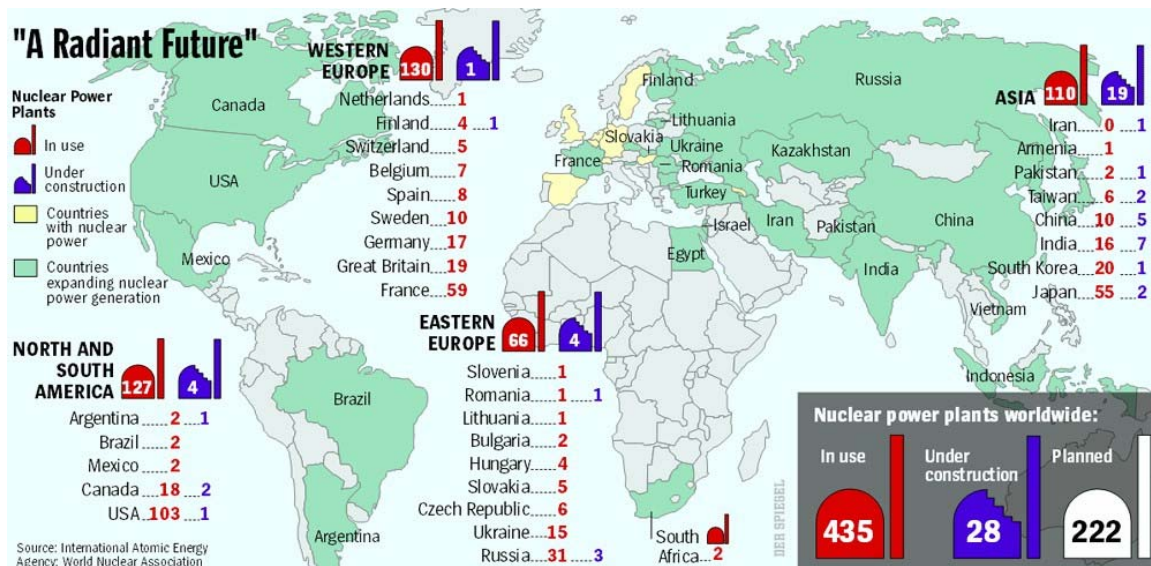 "A Radiant Future"
Nuclear Power
Plants
In use
Under
construction
Countries
with nuclear
power
Countries
expanding nuclear
power generation
WESTERN
EUROPE 130 1
Netherlands.....1
Finland.....4.....1
Switzerland.....5
Belgium.....7
Spain.....8
Sweden.....10
Germany.....17
Great Britain.....19
France.....59
NORTH AND
SOUTH
AMERICA 127 4
Argentina.....2.....1
Brazil.....2
Mexico.....2
Canada.....18.....2
USA.....103.....1
EASTERN
EUROPE 66 4
Slovenia.....1
Romania.....1.....1
Lithuania.....1
Bulgaria.....2
Hungary.....4
Slovakia.....5
Czech Republic.....6
Ukraine.....15
Russia.....31.....3
South
Africa..2
ASIA 110 19
Iran.....0.....1
Armenia.....1
Pakistan.....2.....1
Taiwan.....6.....2
China.....10.....5
India.....16.....7
South Korea.....20.....1
Japan.....55.....2
Canada
USA
Mexico
Brazil
Argentina
Finland
Russia
Lithuania
Slovakia
Ukraine
France
Romania
Kazakhstan
Turkey
Israel
Iran
Pakistan
China
Egypt
India
Vietnam
Indonesia
Nuclear power plants worldwide:
In use
Under
construction
Planned
435
28
222
DER SPIEGEL
Source: International Atomic Energy
Agency: World Nuclear Association